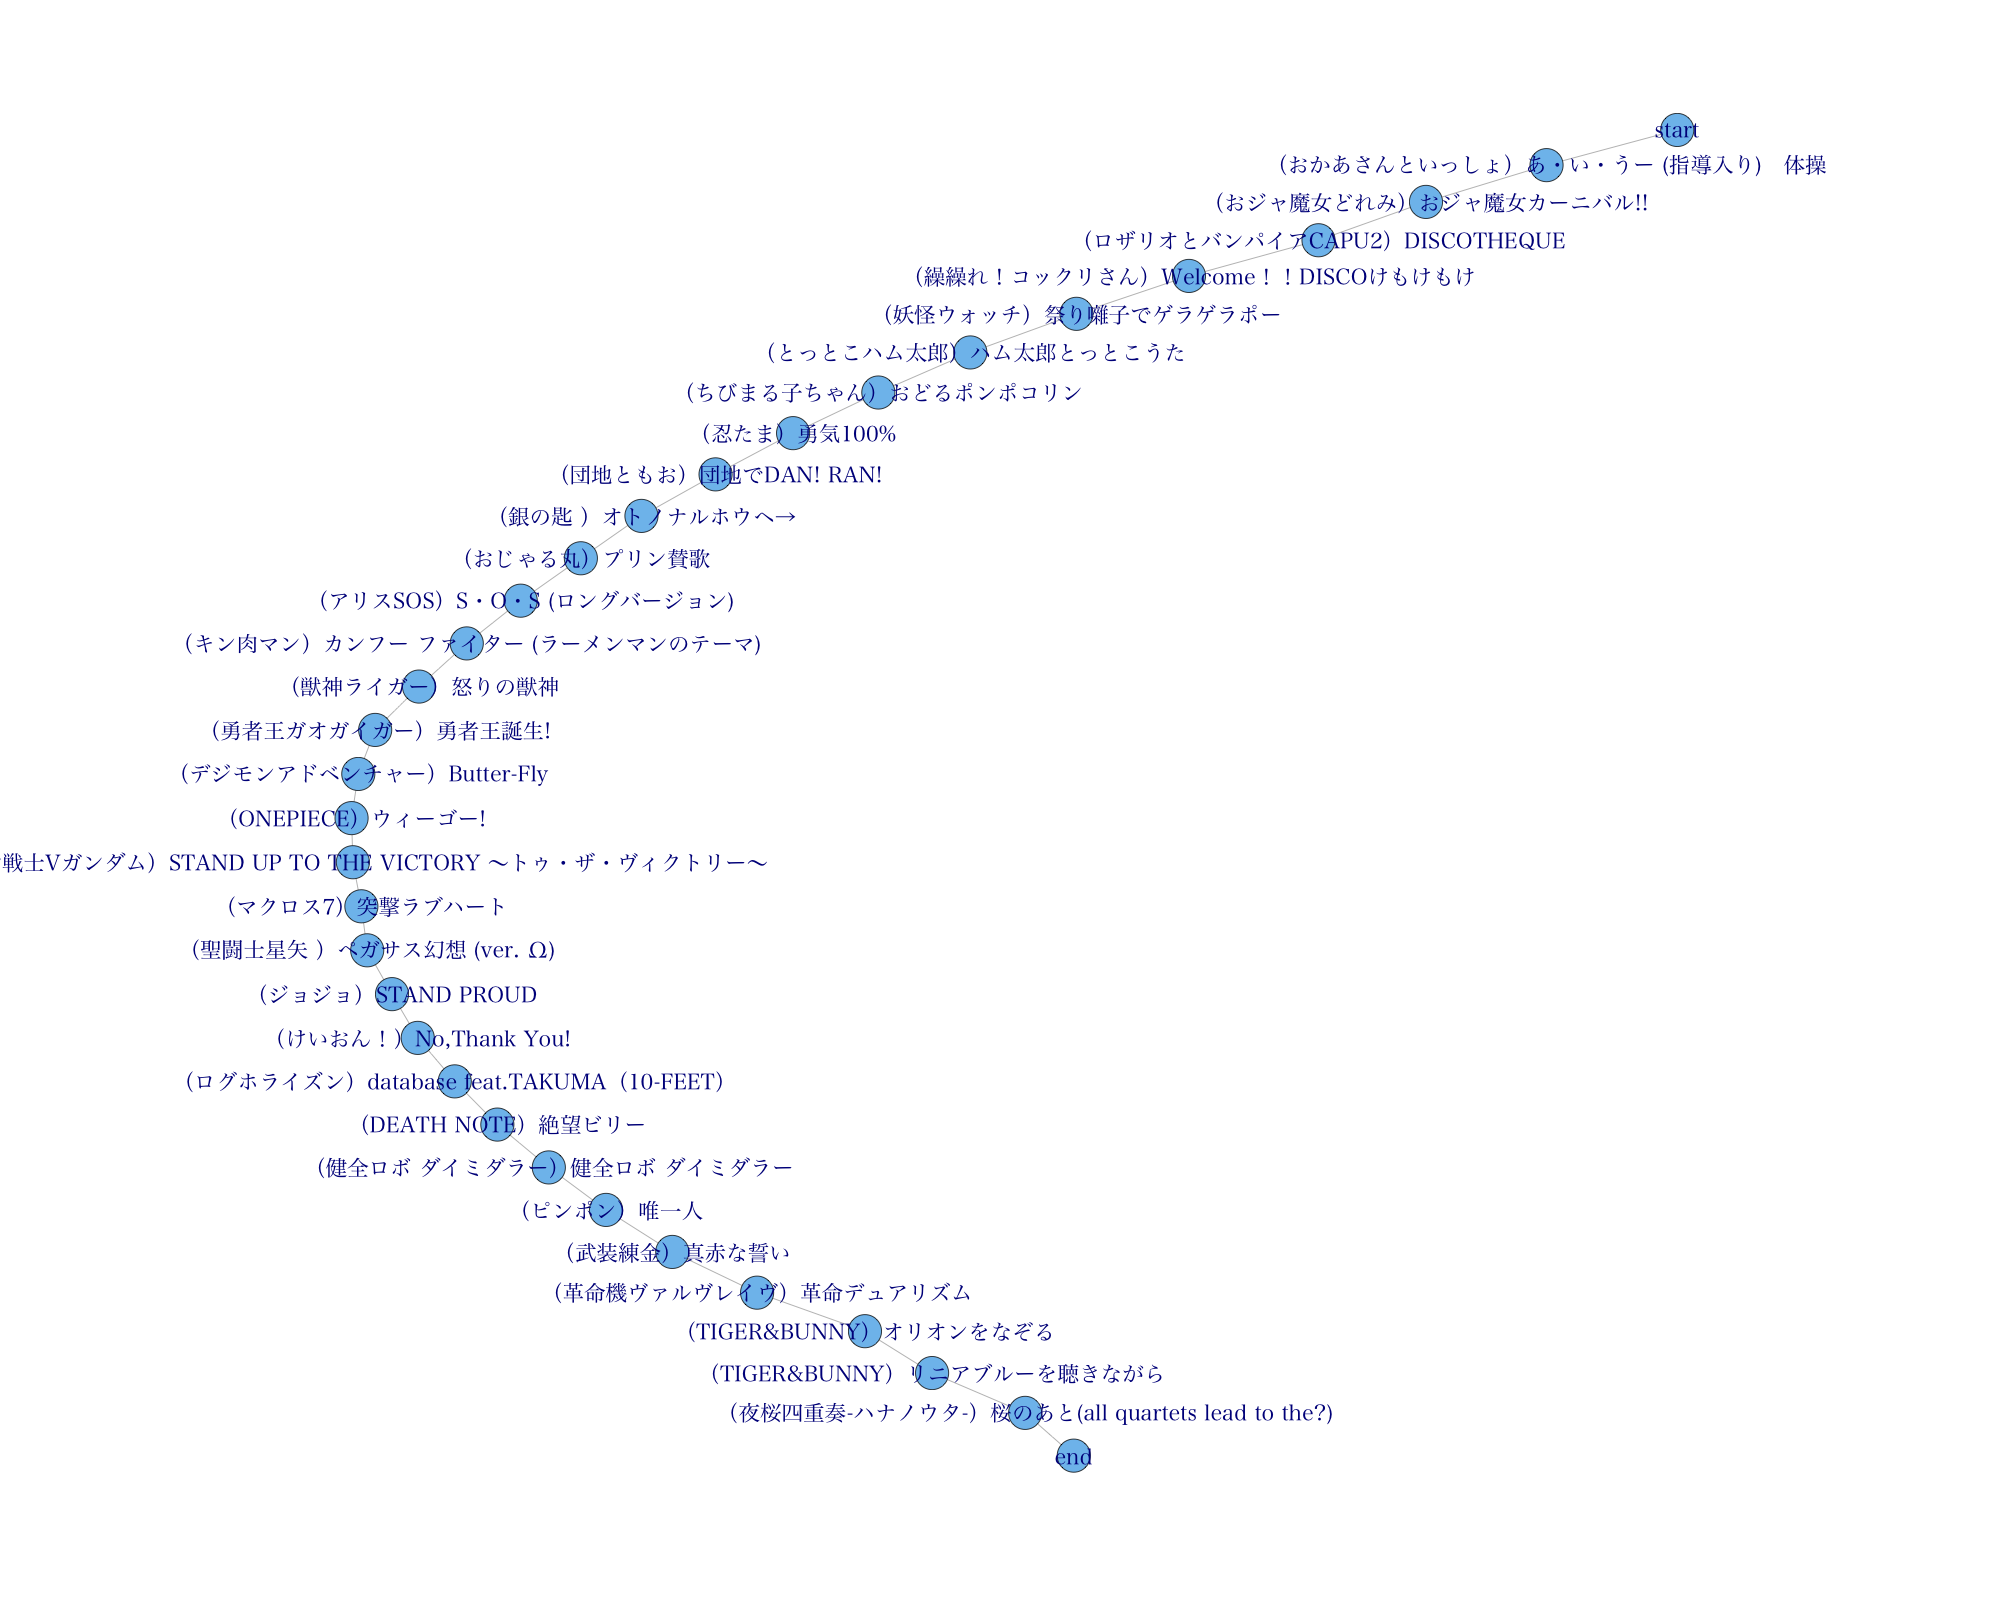 start
（おかあさんといっしょ）あ・い・うー (指導入り)　体操
（おジャ魔女どれみ）おジャ魔女カーニバル!!
（ロザリオとバンパイアCAPU2）DISCOTHEQUE
（繰繰れ！コックリさん）Welcome！！DISCOけもけもけ
（妖怪ウォッチ）祭り囃子でゲラゲラポー
（とっとこハム太郎）ハム太郎とっとこうた
（ちびまる子ちゃん）おどるポンポコリン
（忍たま）勇気100%
（団地ともお）団地でDAN! RAN!
（銀の匙 ）オトノナルホウヘ→
（おじゃる丸）プリン賛歌
（アリスSOS）S・O・S (ロングバージョン)
（キン肉マン）カンフー ファイター (ラーメンマンのテーマ)
（獣神ライガー）怒りの獣神
（勇者王ガオガイガー）勇者王誕生!
（デジモンアドベンチャー）Butter-Fly
（ONEPIECE）ウィーゴー!
戦士Vガンダム）STAND UP TO THE VICTORY 〜トゥ・ザ・ヴィクトリー〜
（マクロス7）突撃ラブハート
（聖闘士星矢 ）ペガサス幻想 (ver. Ω)
（ジョジョ）STAND PROUD
（けいおん！）No,Thank You!
（ログホライズン）database feat.TAKUMA（10-FEET）
（DEATH NOTE）絶望ビリー
（健全ロボ ダイミダラー）健全ロボ ダイミダラー
（ピンポン）唯一人
（武装練金）真赤な誓い
（革命機ヴァルヴレイヴ）革命デュアリズム
（TIGER&BUNNY）オリオンをなぞる
（TIGER&BUNNY）リニアブルーを聴きながら
（夜桜四重奏-ハナノウタ-）桜のあと(all quartets lead to the?)
end